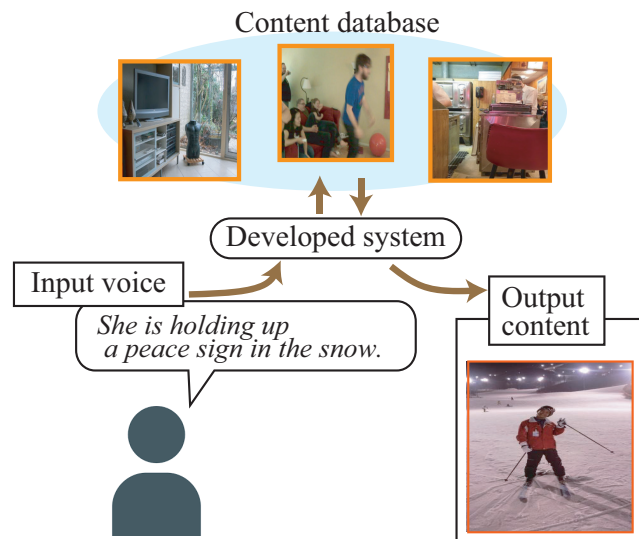 Content database
Developed system
Input voice
She is holding up
a peace sign in the snow.
Output
content